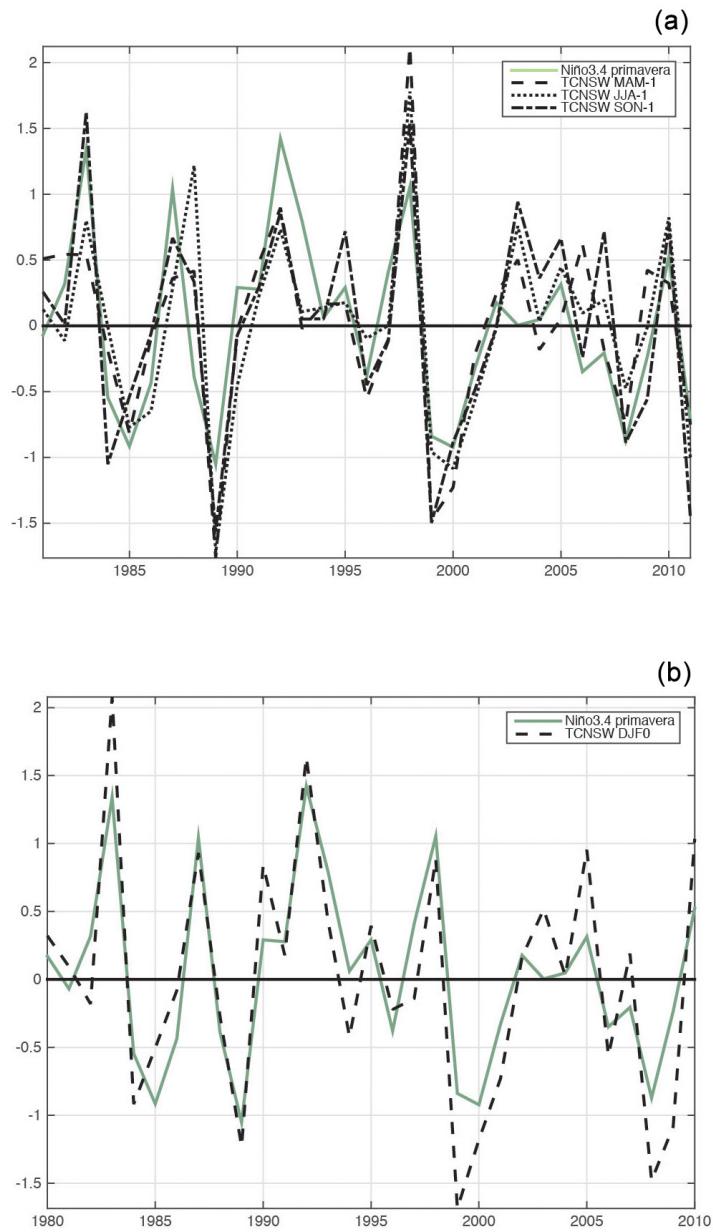 (a)
2
1.5
1
0.5
0
-0.5
-1
-1.5
Niño3.4 primavera
TCNSW MAM-1
TCNSW JJA-1
TCNSW SON-1
1985 1990 1995 2000 2005 2010
(b)
2
1.5
1
0.5
0
-0.5
-1
-1.5
Niño3.4 primavera
TCNSW DJF0
1980 1985 1990 1995 2000 2005 2010